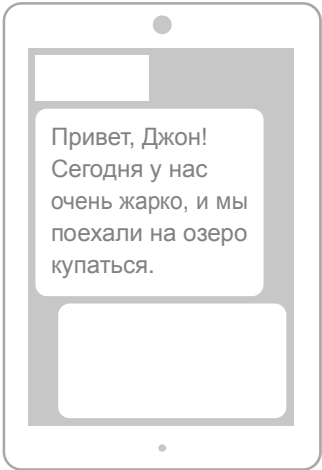 Привет, Джон!
Сегодня у нас
очень жарко, и мы
поехали на озеро
купаться.